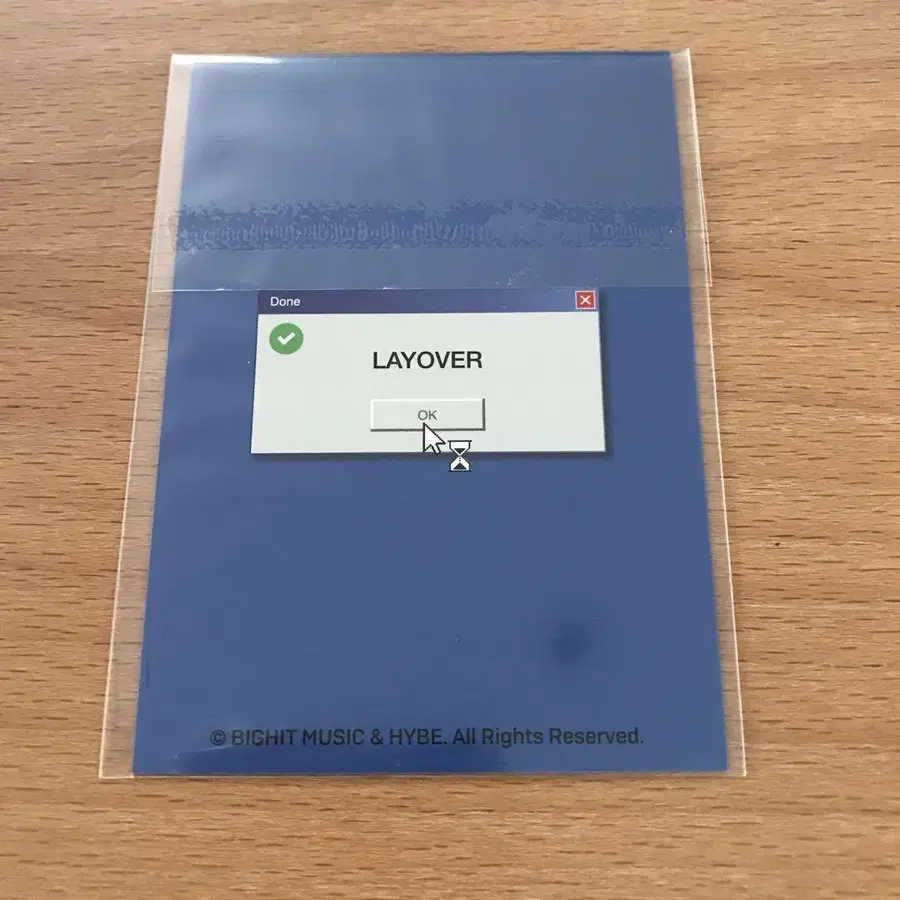 Done
LAYOVER
OK
© BIGHIT MUSIC & HYBE. All Rights Reserved.